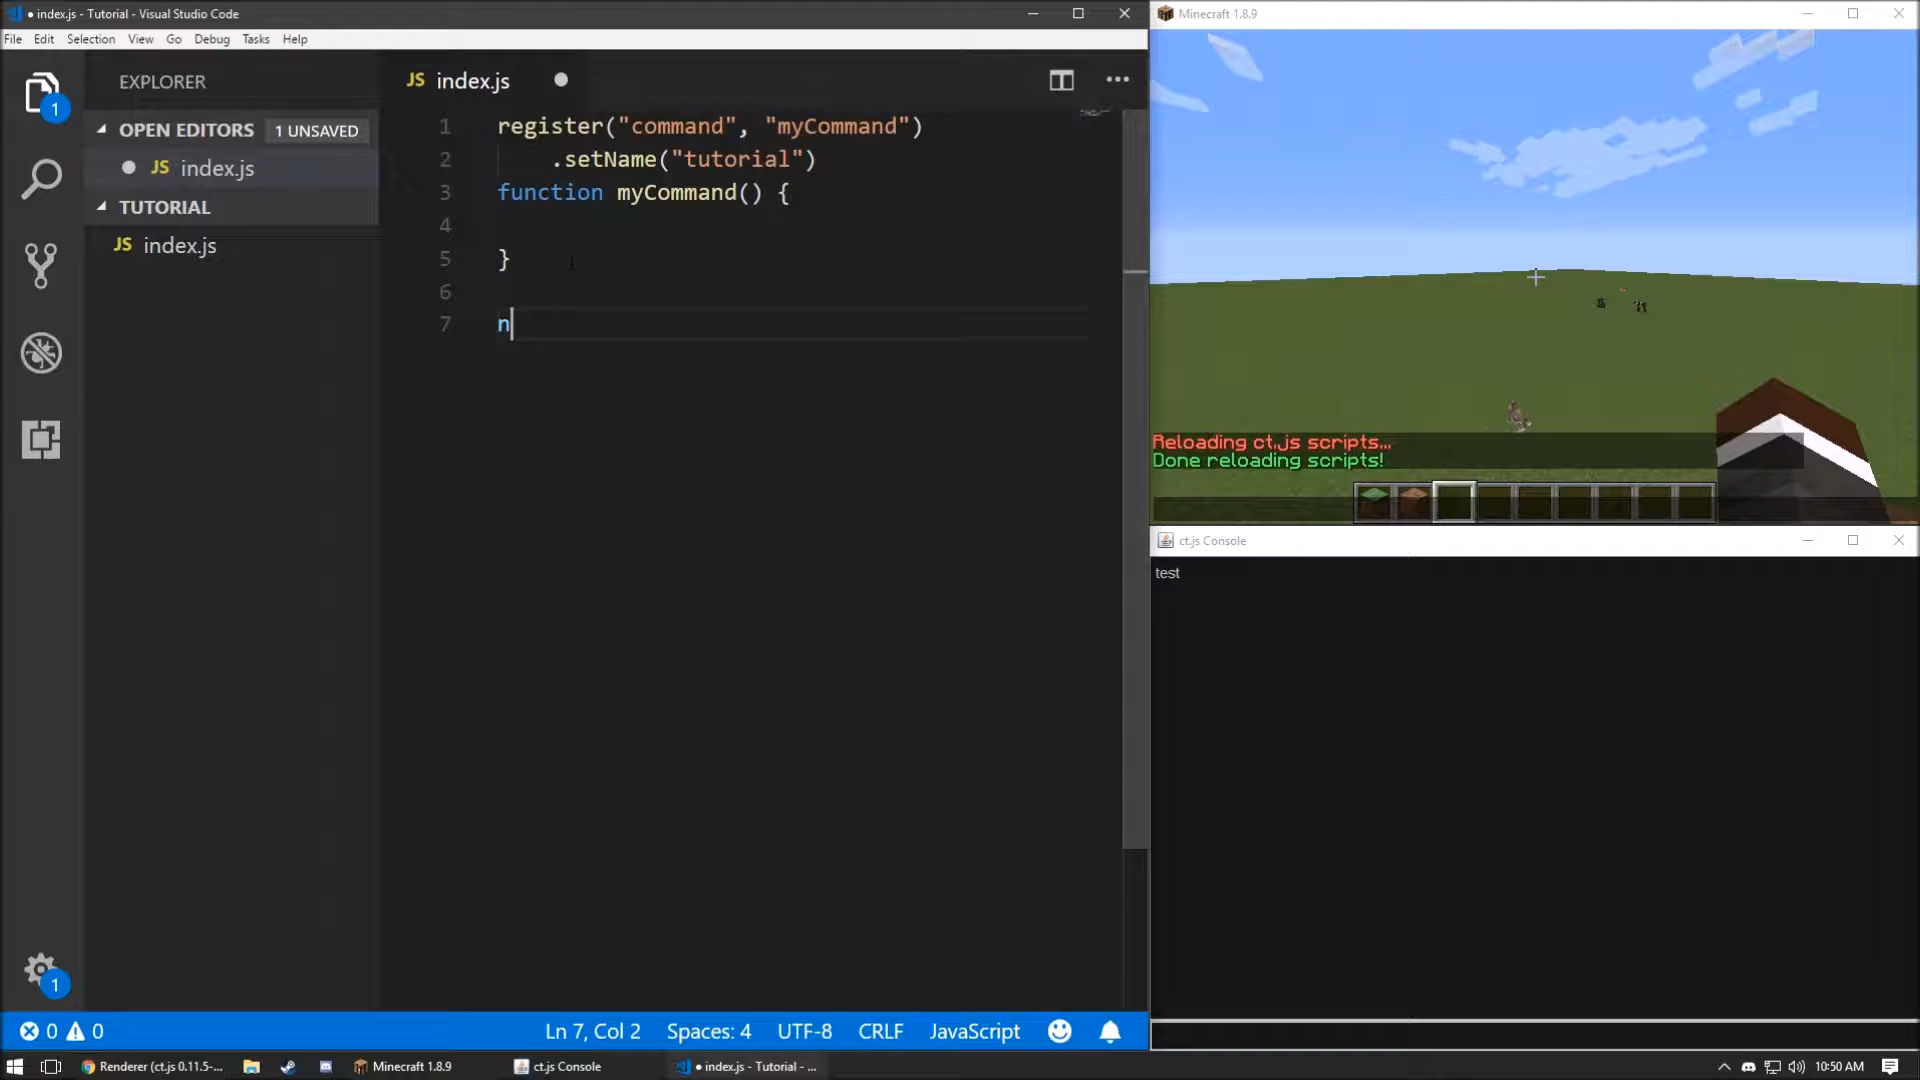 ● index.js - Tutorial - Visual Studio Code
File Edit Selection View Go Debug Tasks Help
1
EXPLORER
OPEN EDITORS 1 UNSAVED
JS index.js
TUTORIAL
JS index.js
1
JS index.js
1 register("command", "myCommand")
2 .setName("tutorial")
3 function myCommand() {
4
5 }
6
7 n
0 0 Ln 7, Col 2 Spaces: 4 UTF-8 CRLF JavaScript
Minecraft 1.8.9
Reloading ct.js scripts...
Done reloading scripts!
ct.js Console
test
Renderer (ct.js 0.11.5-... Minecraft 1.8.9 ct.js Console ● index.js - Tutorial - ... 10:50 AM